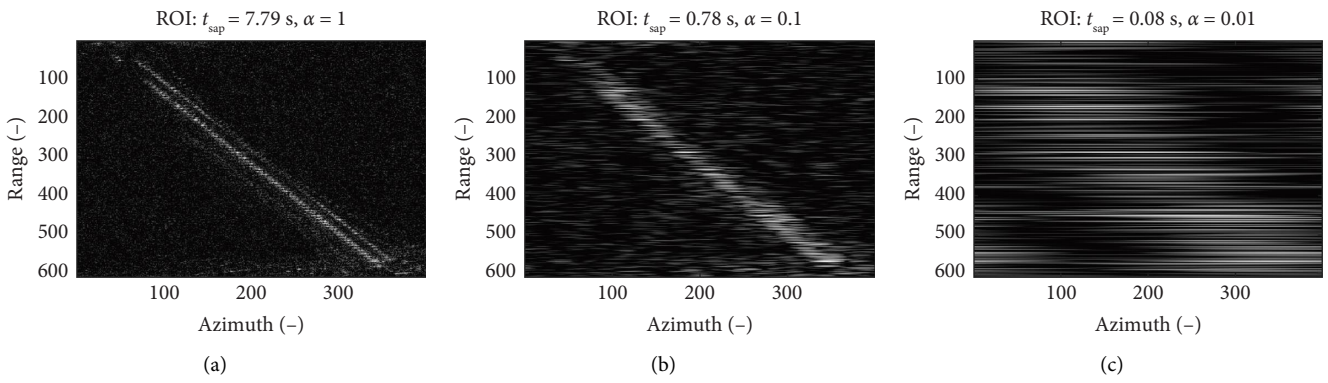 ROI: t_sap = 7.79 s, α = 1
100
200
300
400
500
600
Range (–)
100 200 300
Azimuth (–)
(a)
ROI: t_sap = 0.78 s, α = 0.1
100
200
300
400
500
600
Range (–)
100 200 300
Azimuth (–)
(b)
ROI: t_sap = 0.08 s, α = 0.01
100
200
300
400
500
600
Range (–)
100 200 300
Azimuth (–)
(c)